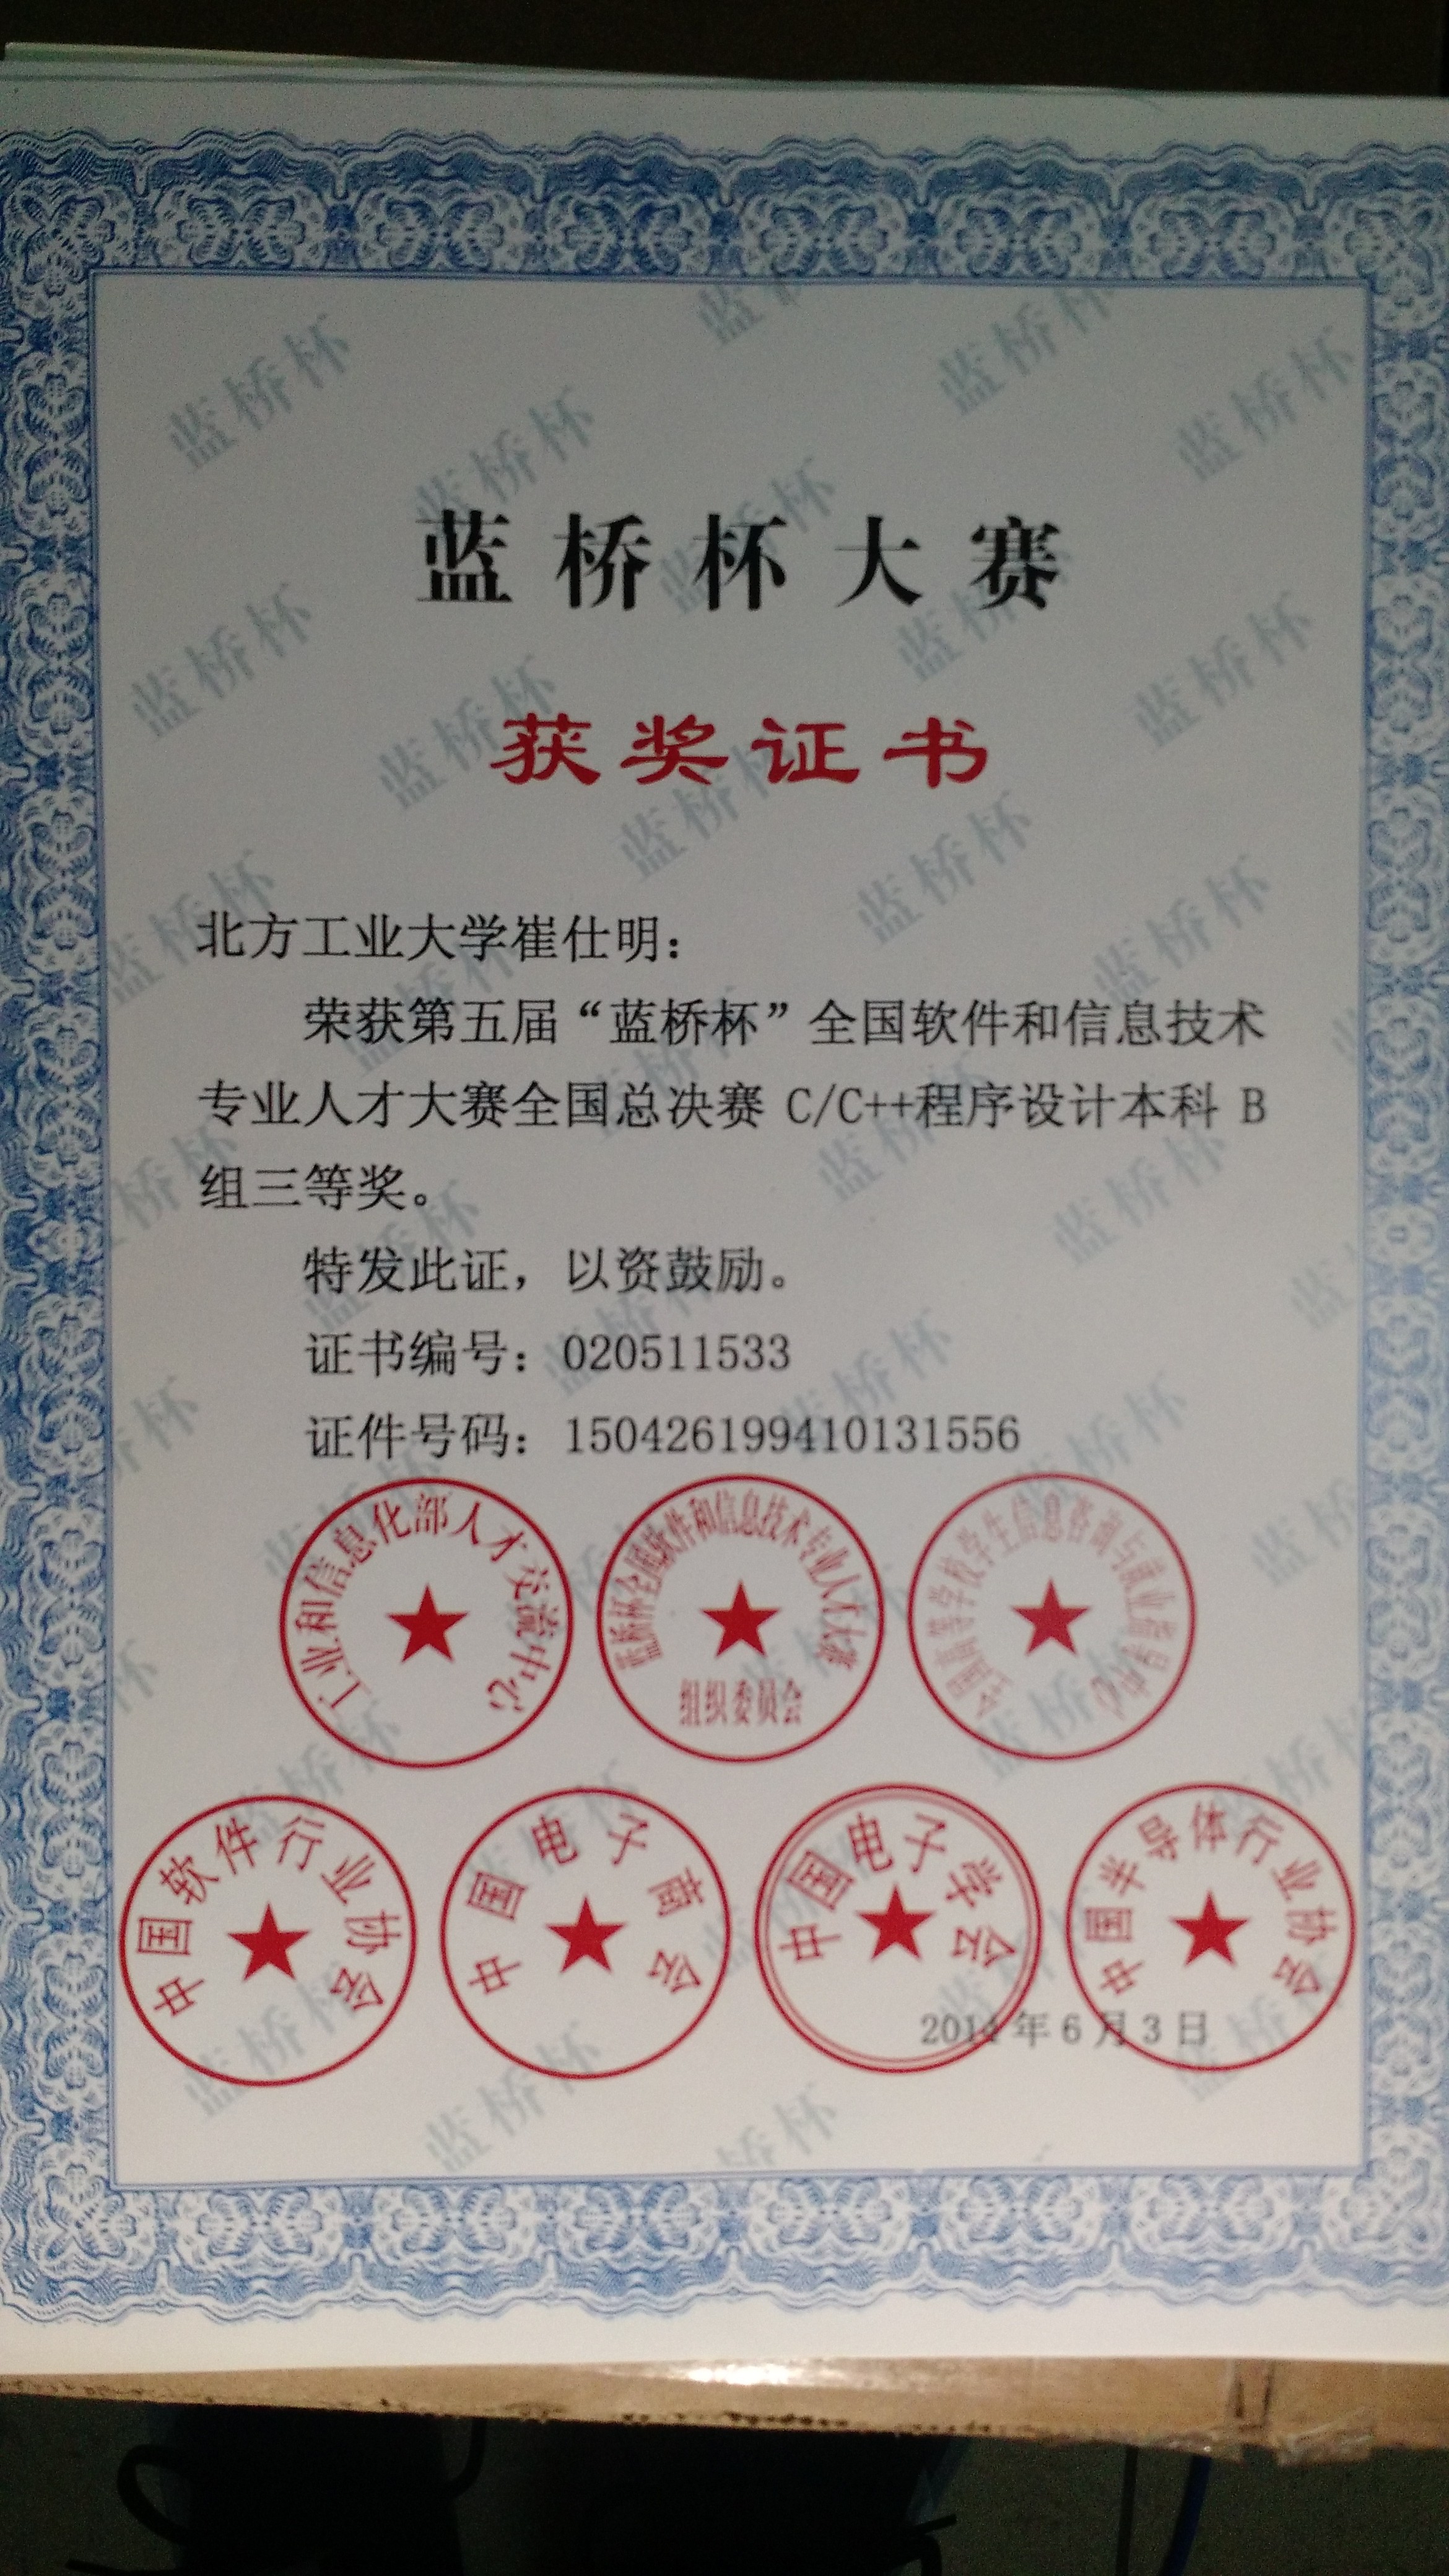 蓝桥杯大赛
获奖证书
北方工业大学崔仕明：
荣获第五届“蓝桥杯”全国软件和信息技术
专业人才大赛全国总决赛 C/C++程序设计本科 B
组三等奖。
特发此证，以资鼓励。
证书编号：020511533
证件号码：150426199410131556
工业和信息化部人才交流中心
蓝桥杯全国软件和信息技术专业人才大赛
组织委员会
全国高等学校学生信息咨询与就业指导中心
中国软件行业协会
中国电子商会
中国电子学会
中国半导体行业协会
2014 年 6 月 3 日
蓝桥杯